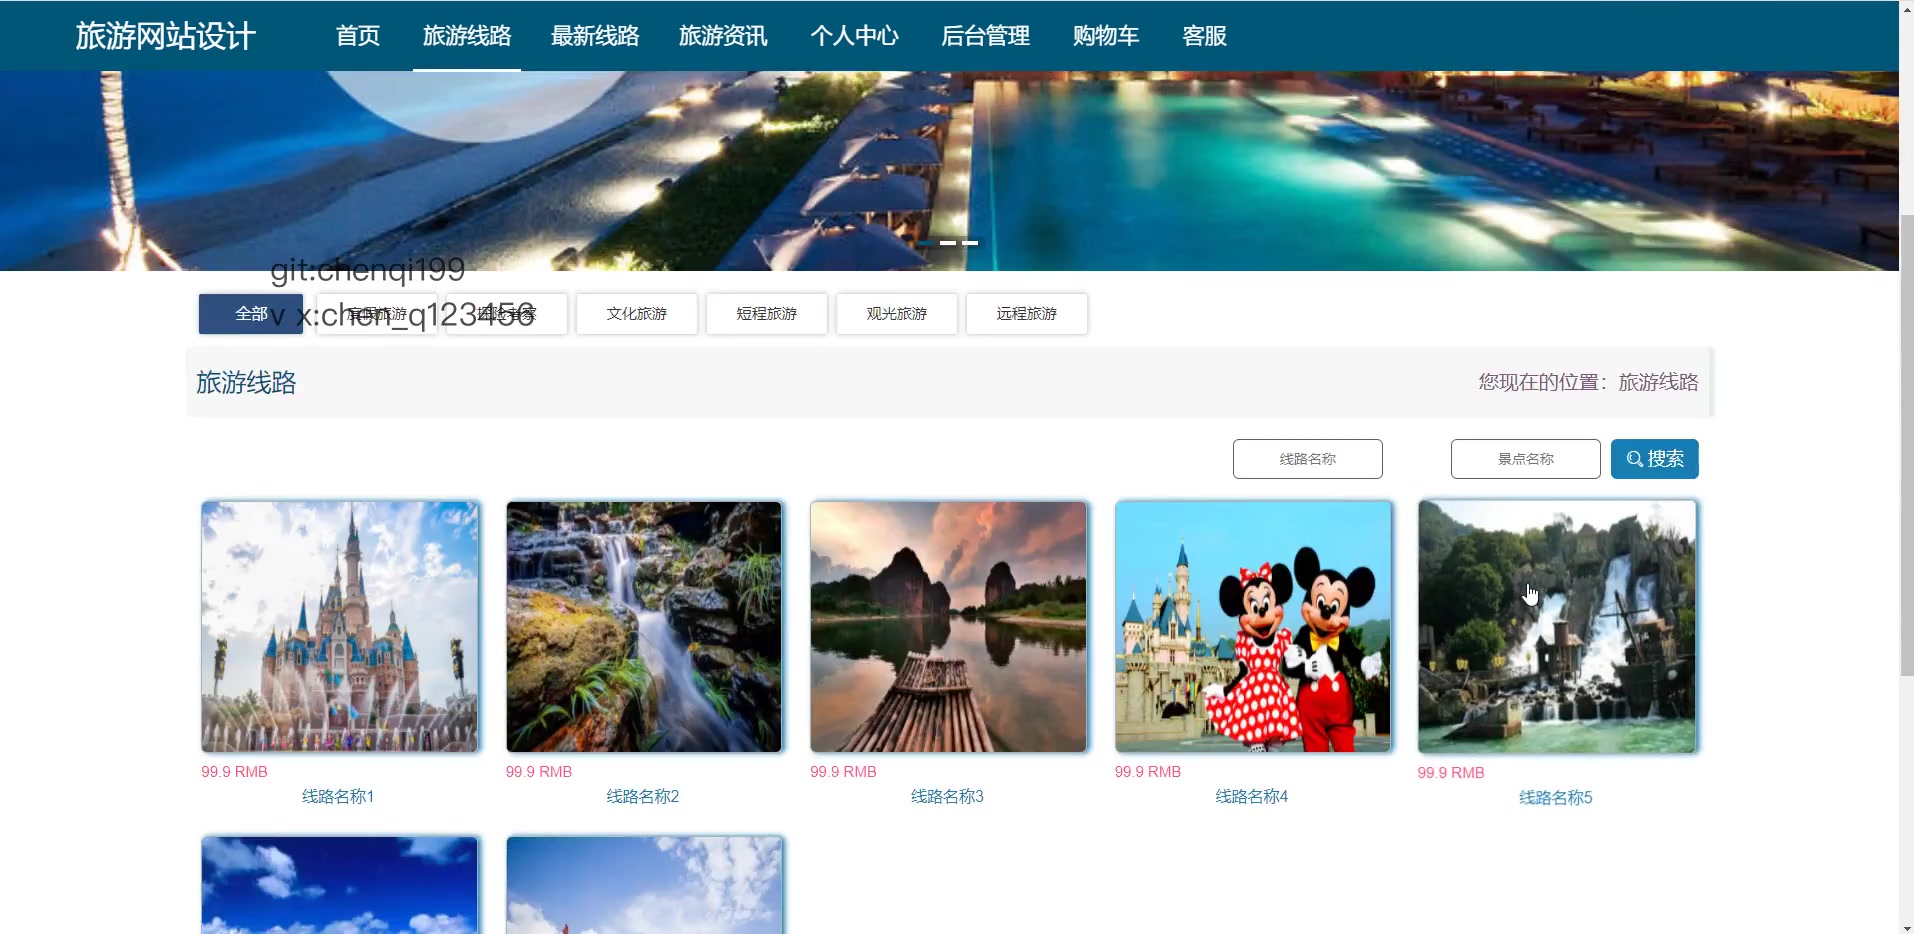 旅游网站设计 首页 旅游线路 最新线路 旅游资讯 个人中心 后台管理 购物车 客服
git:chenqi199
全部 度假旅游 探险考察 文化旅游 短程旅游 观光旅游 远程旅游
v x:chen_q123456
旅游线路 您现在的位置：旅游线路
线路名称 景点名称 搜索
99.9 RMB 99.9 RMB 99.9 RMB 99.9 RMB 99.9 RMB
线路名称1 线路名称2 线路名称3 线路名称4 线路名称5